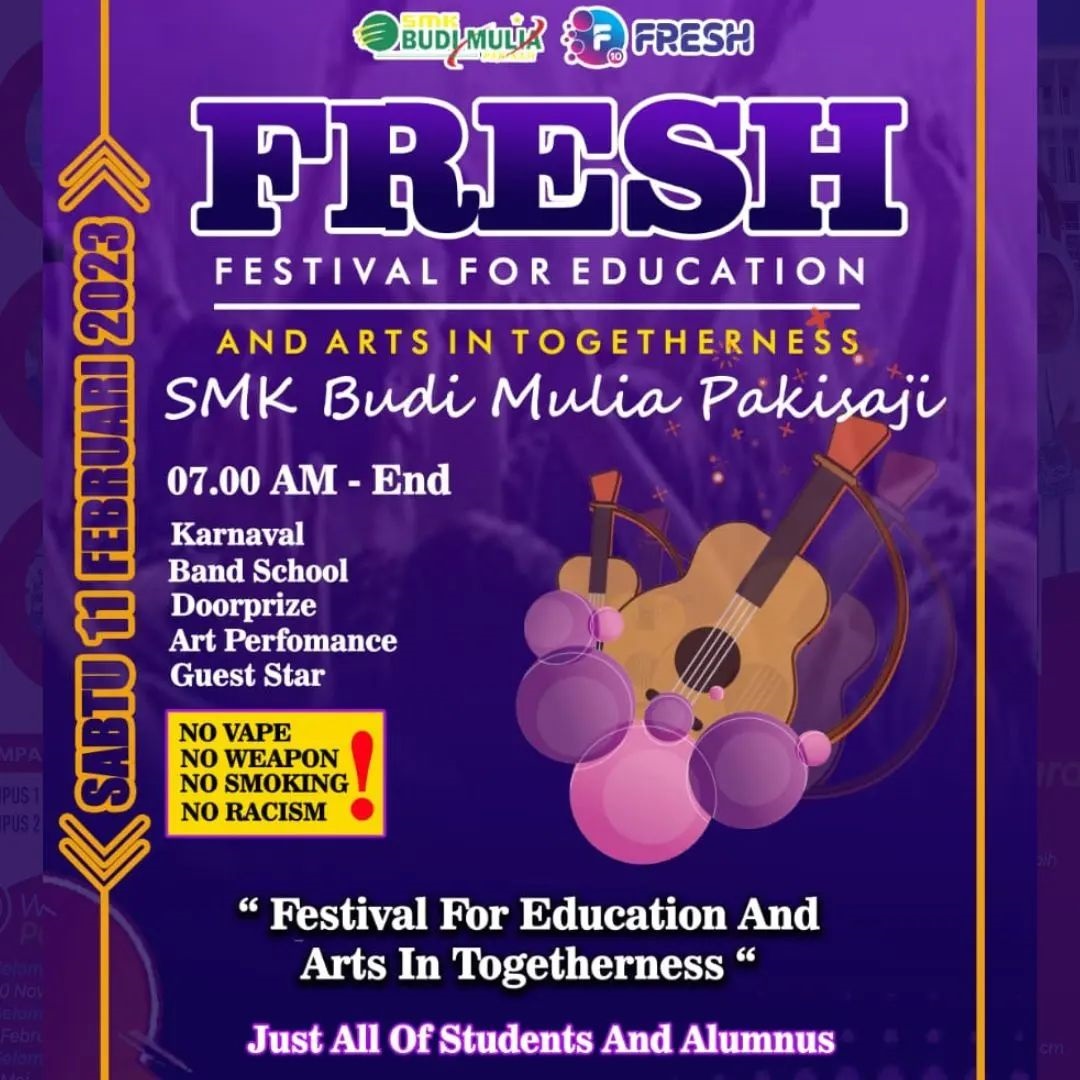 SMK
BUDI MULIA
PAKISAJI
F
10
FRESH
FRESH
FESTIVAL FOR EDUCATION
AND ARTS IN TOGETHERNESS
SMK Budi Mulia Pakisaji
SABTU 11 FEBRUARI 2023
07.00 AM - End
Karnaval
Band School
Doorprize
Art Perfomance
Guest Star
NO VAPE
NO WEAPON
NO SMOKING
NO RACISM
!
“ Festival For Education And
Arts In Togetherness “
Just All Of Students And Alumnus